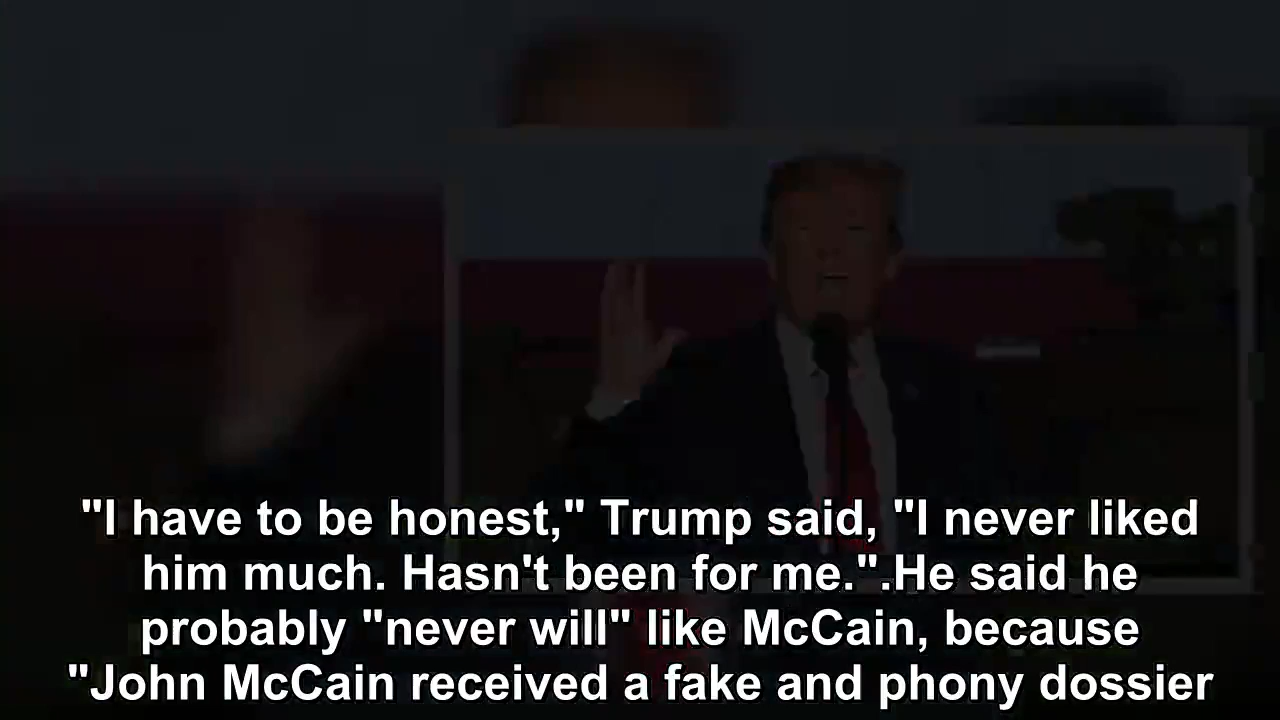 "I have to be honest," Trump said, "I never liked
him much. Hasn't been for me.".He said he
probably "never will" like McCain, because
"John McCain received a fake and phony dossier